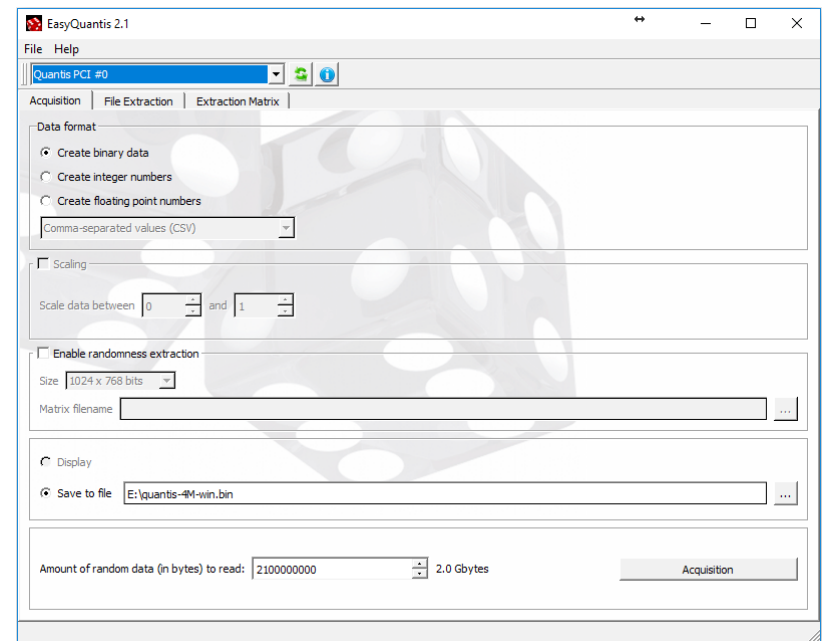 EasyQuantis 2.1
File Help
Quantis PCI #0
Acquisition File Extraction Extraction Matrix
Data format
Create binary data
Create integer numbers
Create floating point numbers
Comma-separated values (CSV)
Scaling
Scale data between 0 and 1
Enable randomness extraction
Size 1024 x 768 bits
Matrix filename ...
Display
Save to file E:\quantis-4M-win.bin ...
Amount of random data (in bytes) to read: 2100000000 2.0 Gbytes Acquisition